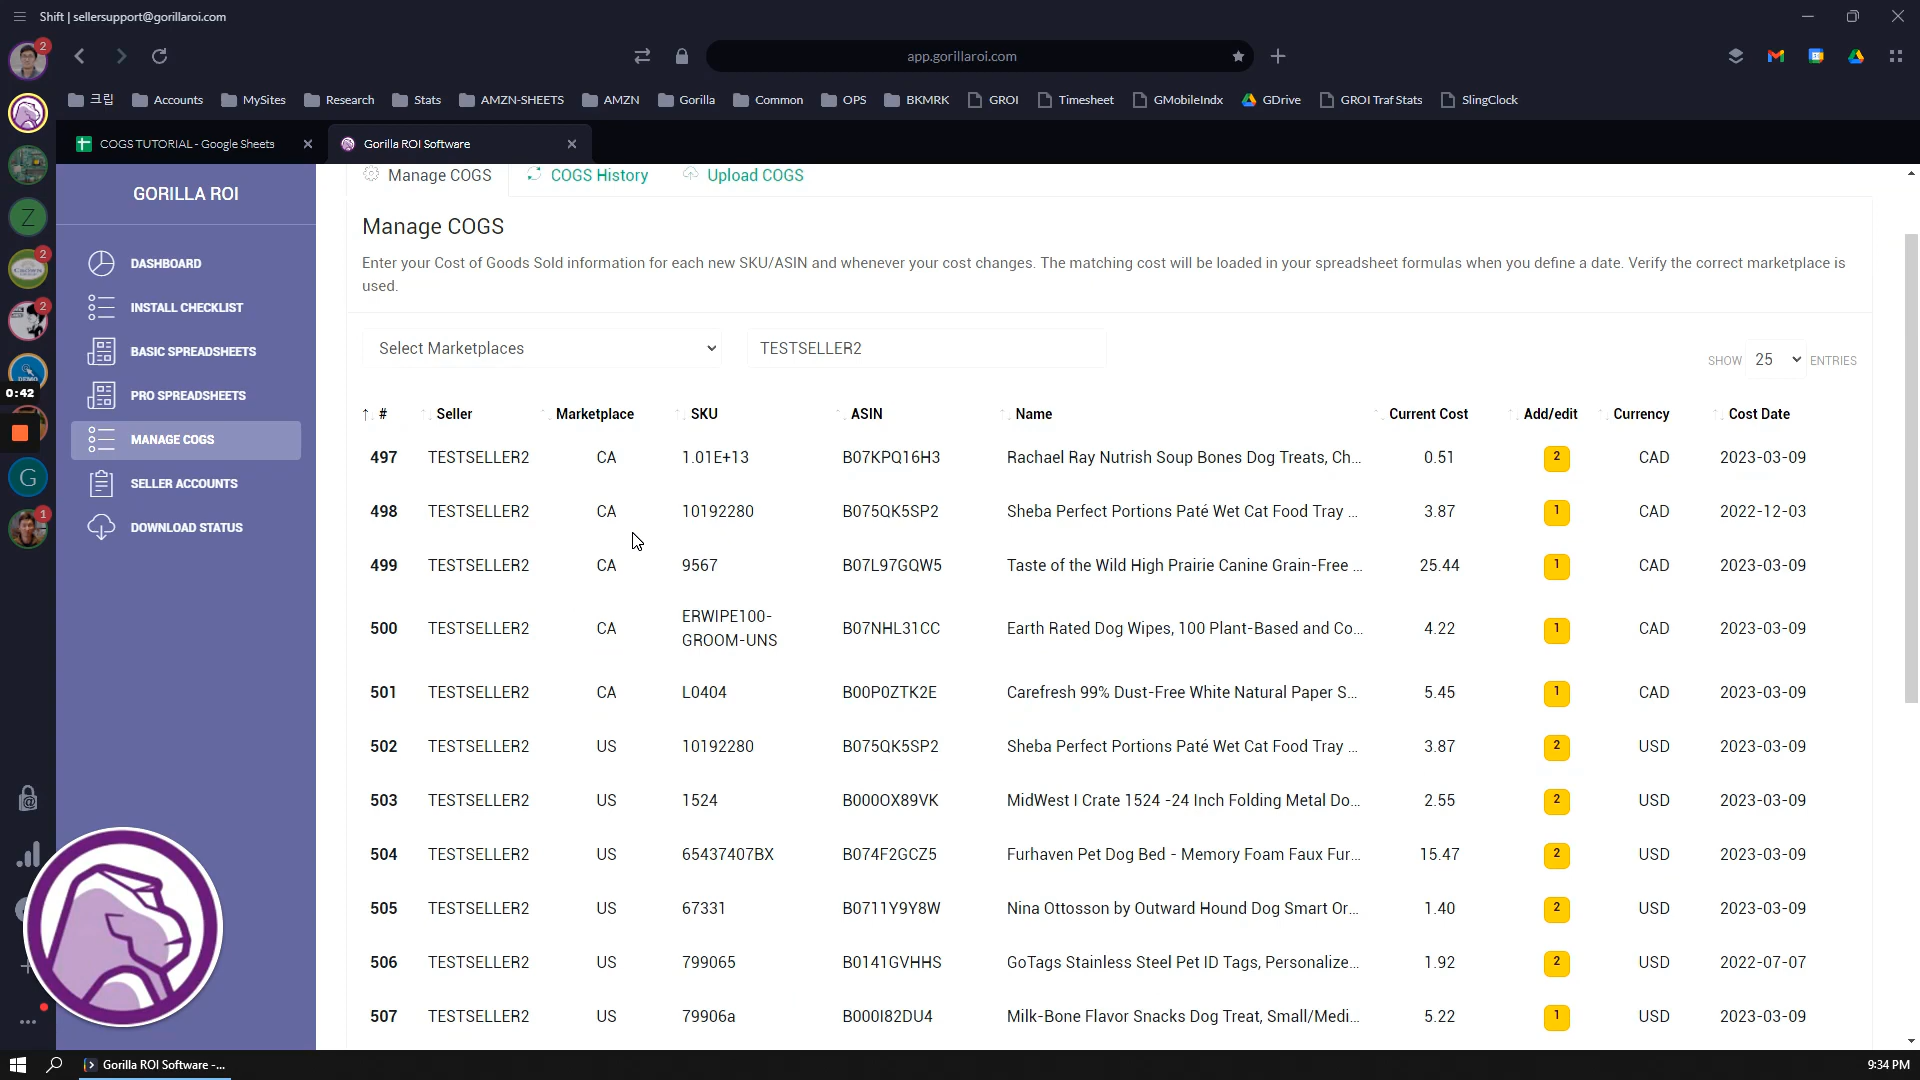 Shift | sellersupport@gorillaroi.com
2
app.gorillaroi.com
크립 Accounts MySites Research Stats AMZN-SHEETS AMZN Gorilla Common OPS BKMRK GROI Timesheet GMobileIndx GDrive GROI Traf Stats SlingClock
COGS TUTORIAL - Google Sheets
Gorilla ROI Software
GORILLA ROI
Manage COGS COGS History Upload COGS
Z
2
2
DEMO
0:42
G
1
DASHBOARD
INSTALL CHECKLIST
BASIC SPREADSHEETS
PRO SPREADSHEETS
MANAGE COGS
SELLER ACCOUNTS
DOWNLOAD STATUS
Manage COGS
Enter your Cost of Goods Sold information for each new SKU/ASIN and whenever your cost changes. The matching cost will be loaded in your spreadsheet formulas when you define a date. Verify the correct marketplace is
used.
Select Marketplaces TESTSELLER2 SHOW 25 ENTRIES
# Seller Marketplace SKU ASIN Name Current Cost Add/edit Currency Cost Date
497 TESTSELLER2 CA 1.01E+13 B07KPQ16H3 Rachael Ray Nutrish Soup Bones Dog Treats, Ch... 0.51 2 CAD 2023-03-09
498 TESTSELLER2 CA 10192280 B075QK5SP2 Sheba Perfect Portions Paté Wet Cat Food Tray ... 3.87 1 CAD 2022-12-03
499 TESTSELLER2 CA 9567 B07L97GQW5 Taste of the Wild High Prairie Canine Grain-Free ... 25.44 1 CAD 2023-03-09
500 TESTSELLER2 CA ERWIPE100-
GROOM-UNS B07NHL31CC Earth Rated Dog Wipes, 100 Plant-Based and Co... 4.22 1 CAD 2023-03-09
501 TESTSELLER2 CA L0404 B00P0ZTK2E Carefresh 99% Dust-Free White Natural Paper S... 5.45 1 CAD 2023-03-09
502 TESTSELLER2 US 10192280 B075QK5SP2 Sheba Perfect Portions Paté Wet Cat Food Tray ... 3.87 2 USD 2023-03-09
503 TESTSELLER2 US 1524 B000OX89VK MidWest I Crate 1524 -24 Inch Folding Metal Do... 2.55 2 USD 2023-03-09
504 TESTSELLER2 US 65437407BX B074F2GCZ5 Furhaven Pet Dog Bed - Memory Foam Faux Fur... 15.47 2 USD 2023-03-09
505 TESTSELLER2 US 67331 B0711Y9Y8W Nina Ottosson by Outward Hound Dog Smart Or... 1.40 2 USD 2023-03-09
506 TESTSELLER2 US 799065 B0141GVHHS GoTags Stainless Steel Pet ID Tags, Personalize... 1.92 2 USD 2022-07-07
507 TESTSELLER2 US 79906a B000I82DU4 Milk-Bone Flavor Snacks Dog Treat, Small/Medi... 5.22 1 USD 2023-03-09
Gorilla ROI Software -...
9:34 PM